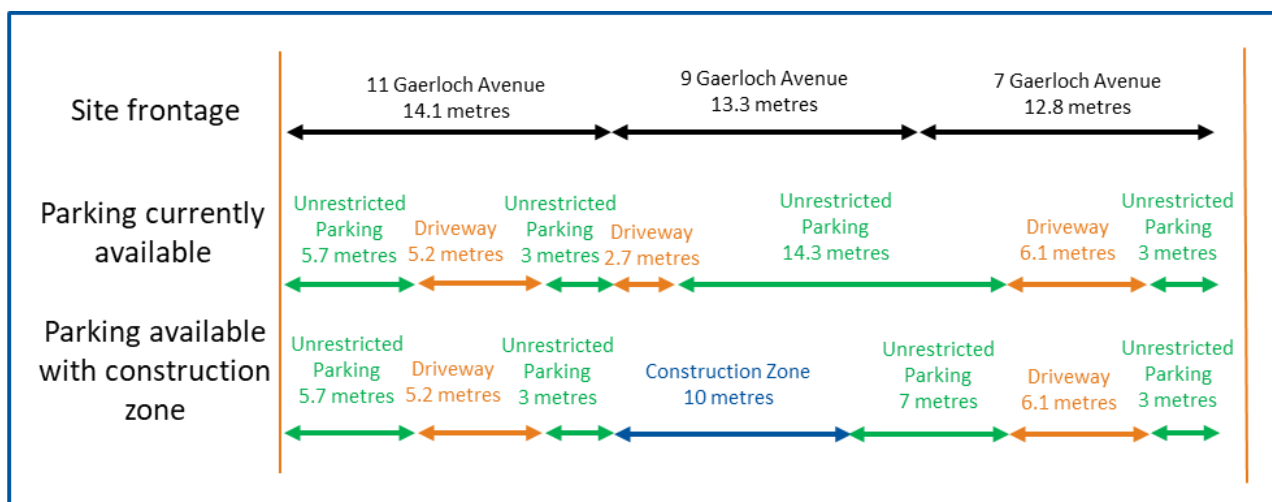 Site frontage
11 Gaerloch Avenue
14.1 metres
9 Gaerloch Avenue
13.3 metres
7 Gaerloch Avenue
12.8 metres
Parking currently
available
Unrestricted
Parking
5.7 metres
Driveway
5.2 metres
Unrestricted
Parking
3 metres
Driveway
2.7 metres
Unrestricted
Parking
14.3 metres
Driveway
6.1 metres
Unrestricted
Parking
3 metres
Parking available
with construction
zone
Unrestricted
Parking
5.7 metres
Driveway
5.2 metres
Unrestricted
Parking
3 metres
Construction Zone
10 metres
Unrestricted
Parking
7 metres
Driveway
6.1 metres
Unrestricted
Parking
3 metres